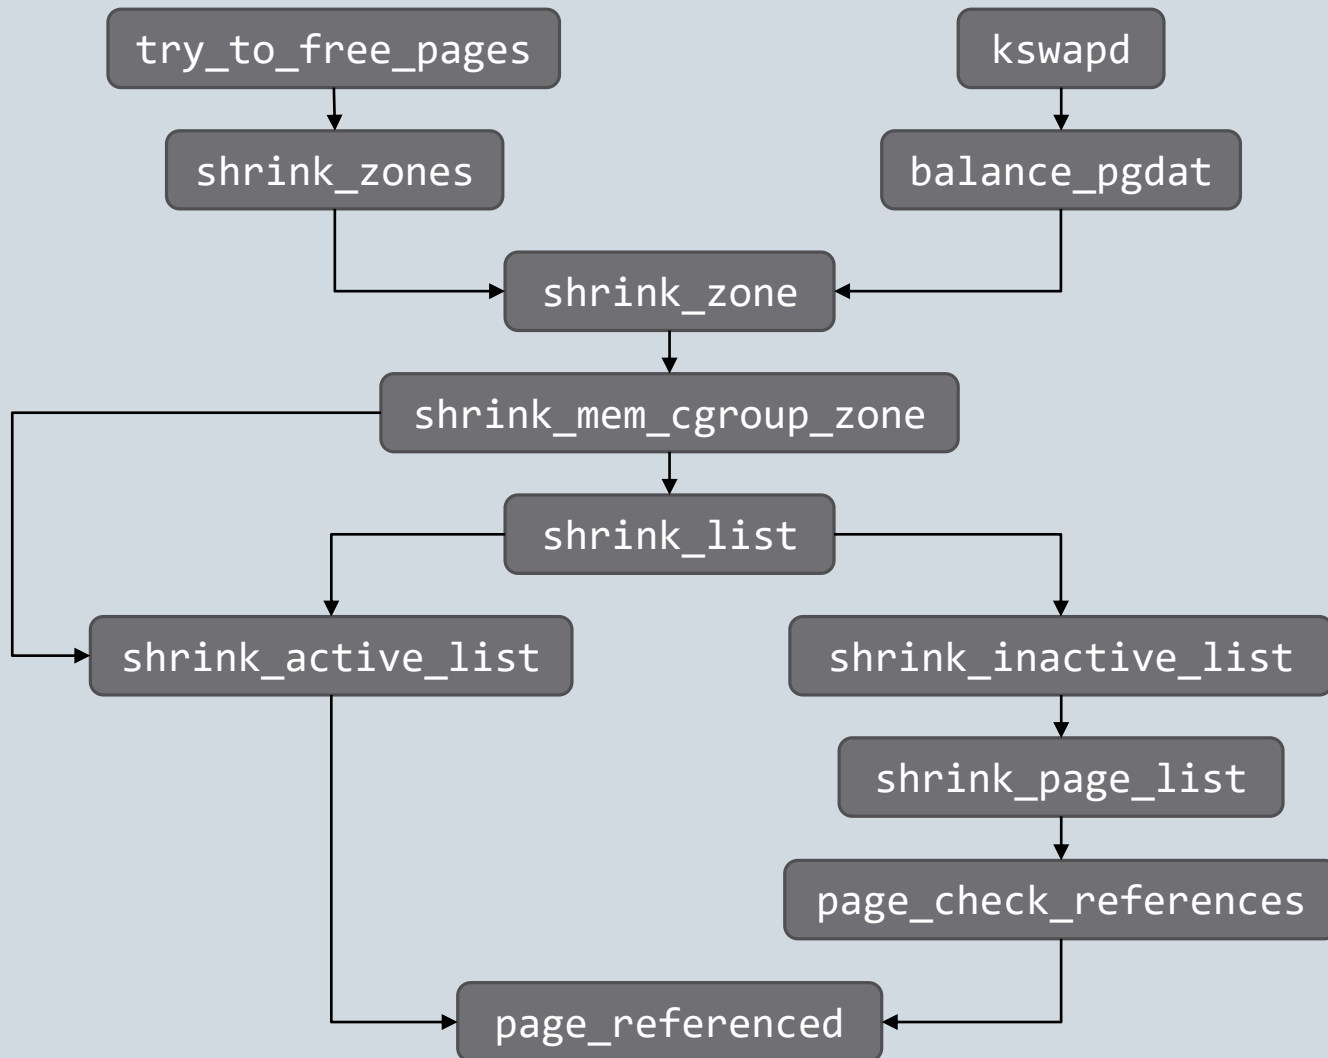 try_to_free_pages
kswapd
shrink_zones
balance_pgdat
shrink_zone
shrink_mem_cgroup_zone
shrink_list
shrink_active_list
shrink_inactive_list
shrink_page_list
page_check_references
page_referenced